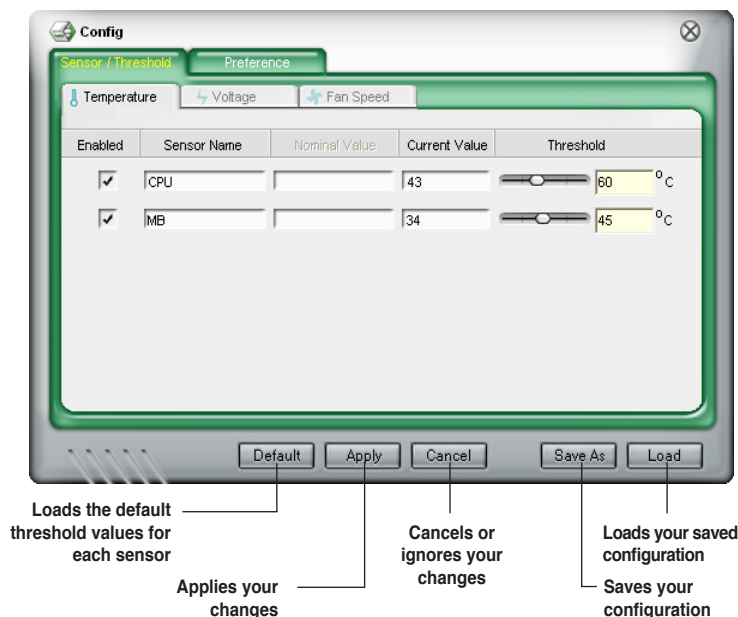 Config
Sensor / Threshold Preference
Temperature Voltage Fan Speed
Enabled Sensor Name Nominal Value Current Value Threshold
CPU 43 60 °C
MB 34 45 °C
Default Apply Cancel Save As Load
Loads the default
threshold values for
each sensor
Applies your
changes
Cancels or
ignores your
changes
Saves your
configuration
Loads your saved
configuration